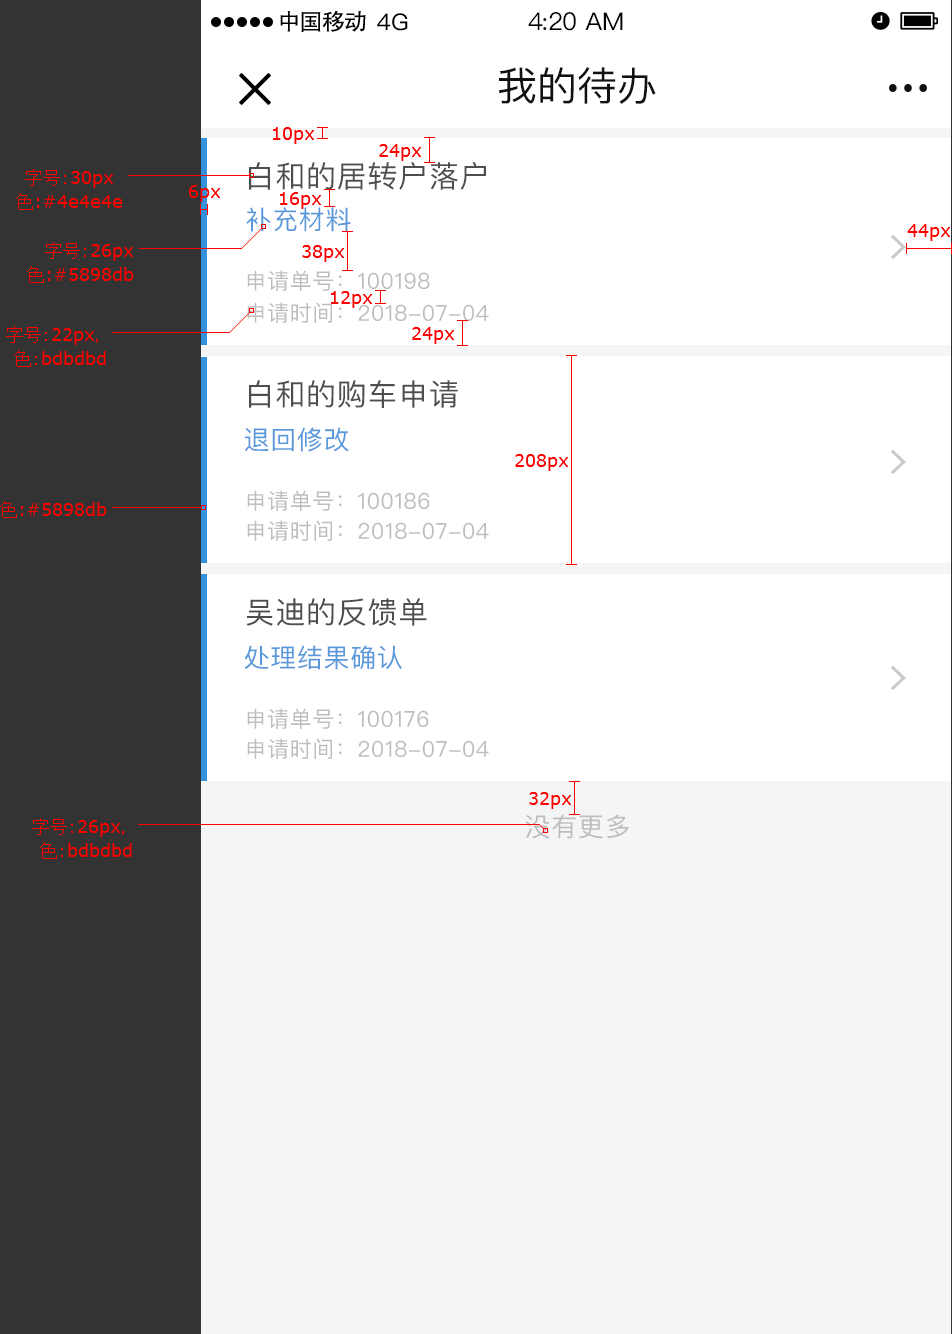 中国移动 4G 4:20 AM
我的待办
10px
24px
白和的居转户落户
字号:30px
色:#4e4e4e
6px
16px
补充材料
44px
字号:26px
色:#5898db
38px
申请单号：100198
12px
申请时间：2018-07-04
字号:22px,
色:bdbdbd
24px
白和的购车申请
退回修改
208px
申请单号：100186
色:#5898db
申请时间：2018-07-04
吴迪的反馈单
处理结果确认
申请单号：100176
申请时间：2018-07-04
32px
字号:26px,
色:bdbdbd
没有更多